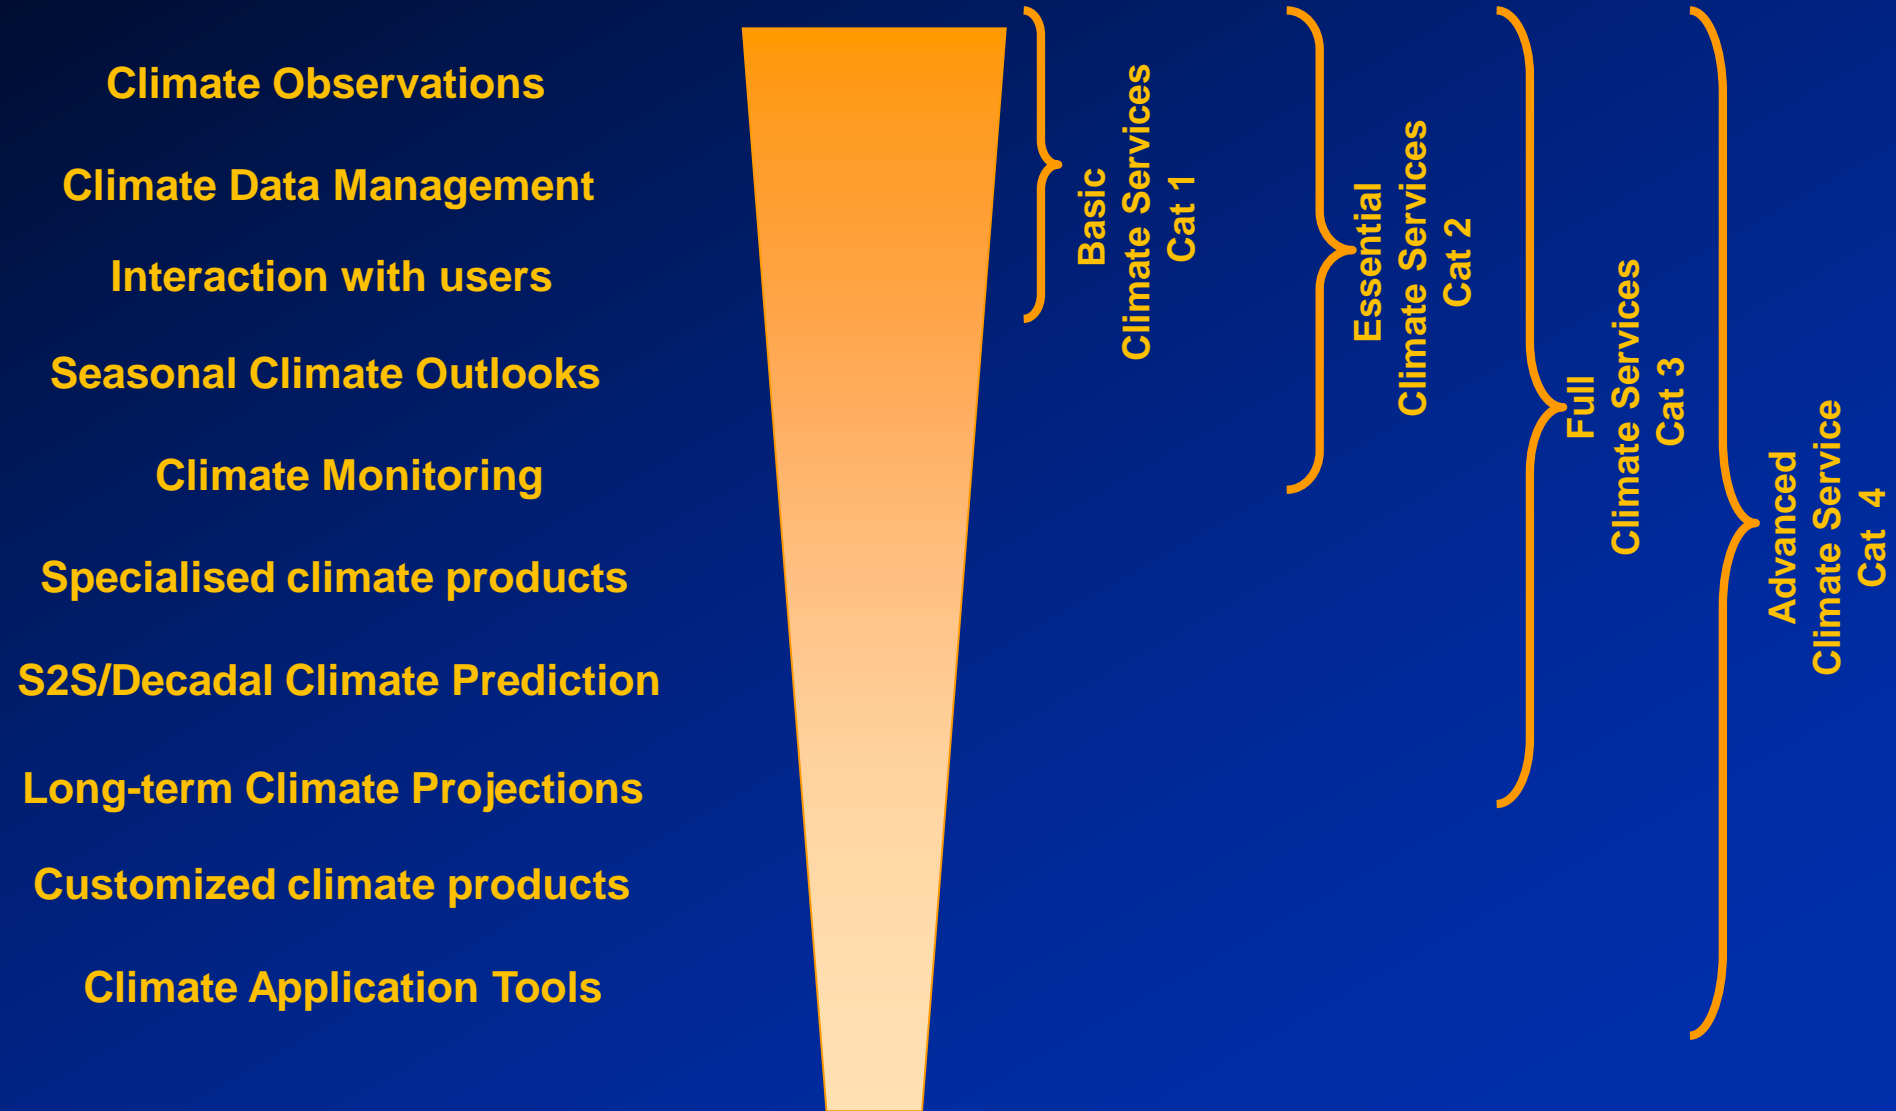 Climate Observations
Climate Data Management
Interaction with users
Seasonal Climate Outlooks
Climate Monitoring
Specialised climate products
S2S/Decadal Climate Prediction
Long-term Climate Projections
Customized climate products
Climate Application Tools
Basic
Climate Services
Cat 1
Essential
Climate Services
Cat 2
Full
Climate Services
Cat 3
Advanced
Climate Service
Cat 4